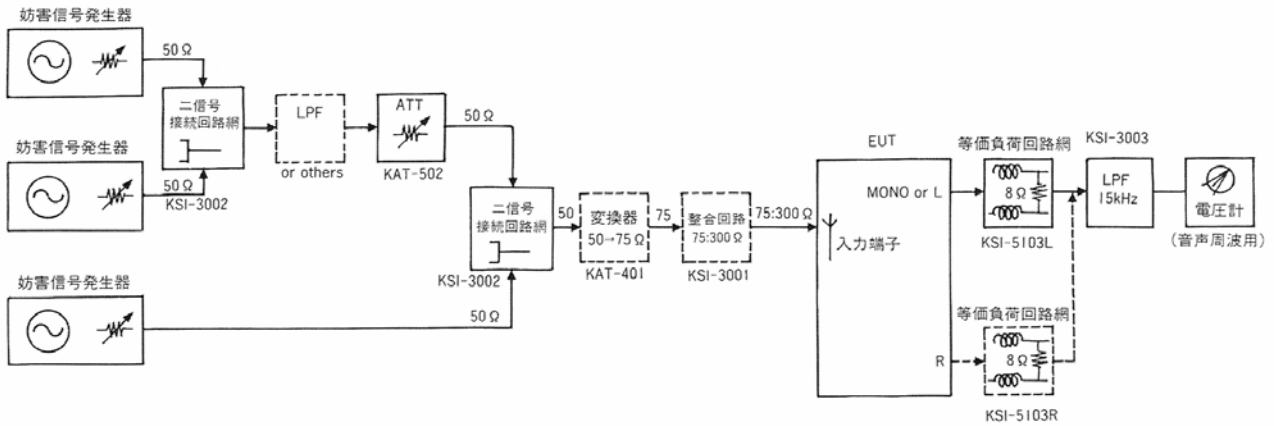 妨害信号発生器
50Ω
二信号
接続回路網
KSI-3002
妨害信号発生器
50Ω
LPF
or others
ATT
KAT-502
50Ω
妨害信号発生器
50Ω
二信号
接続回路網
KSI-3002
50
変換器
50→75Ω
KAT-401
75
整合回路
75:300Ω
KSI-3001
75:300Ω
EUT
入力端子
MONO or L
R
等価負荷回路網
8Ω
KSI-5103L
等価負荷回路網
8Ω
KSI-5103R
KSI-3003
LPF
15kHz
電圧計
(音声周波用)